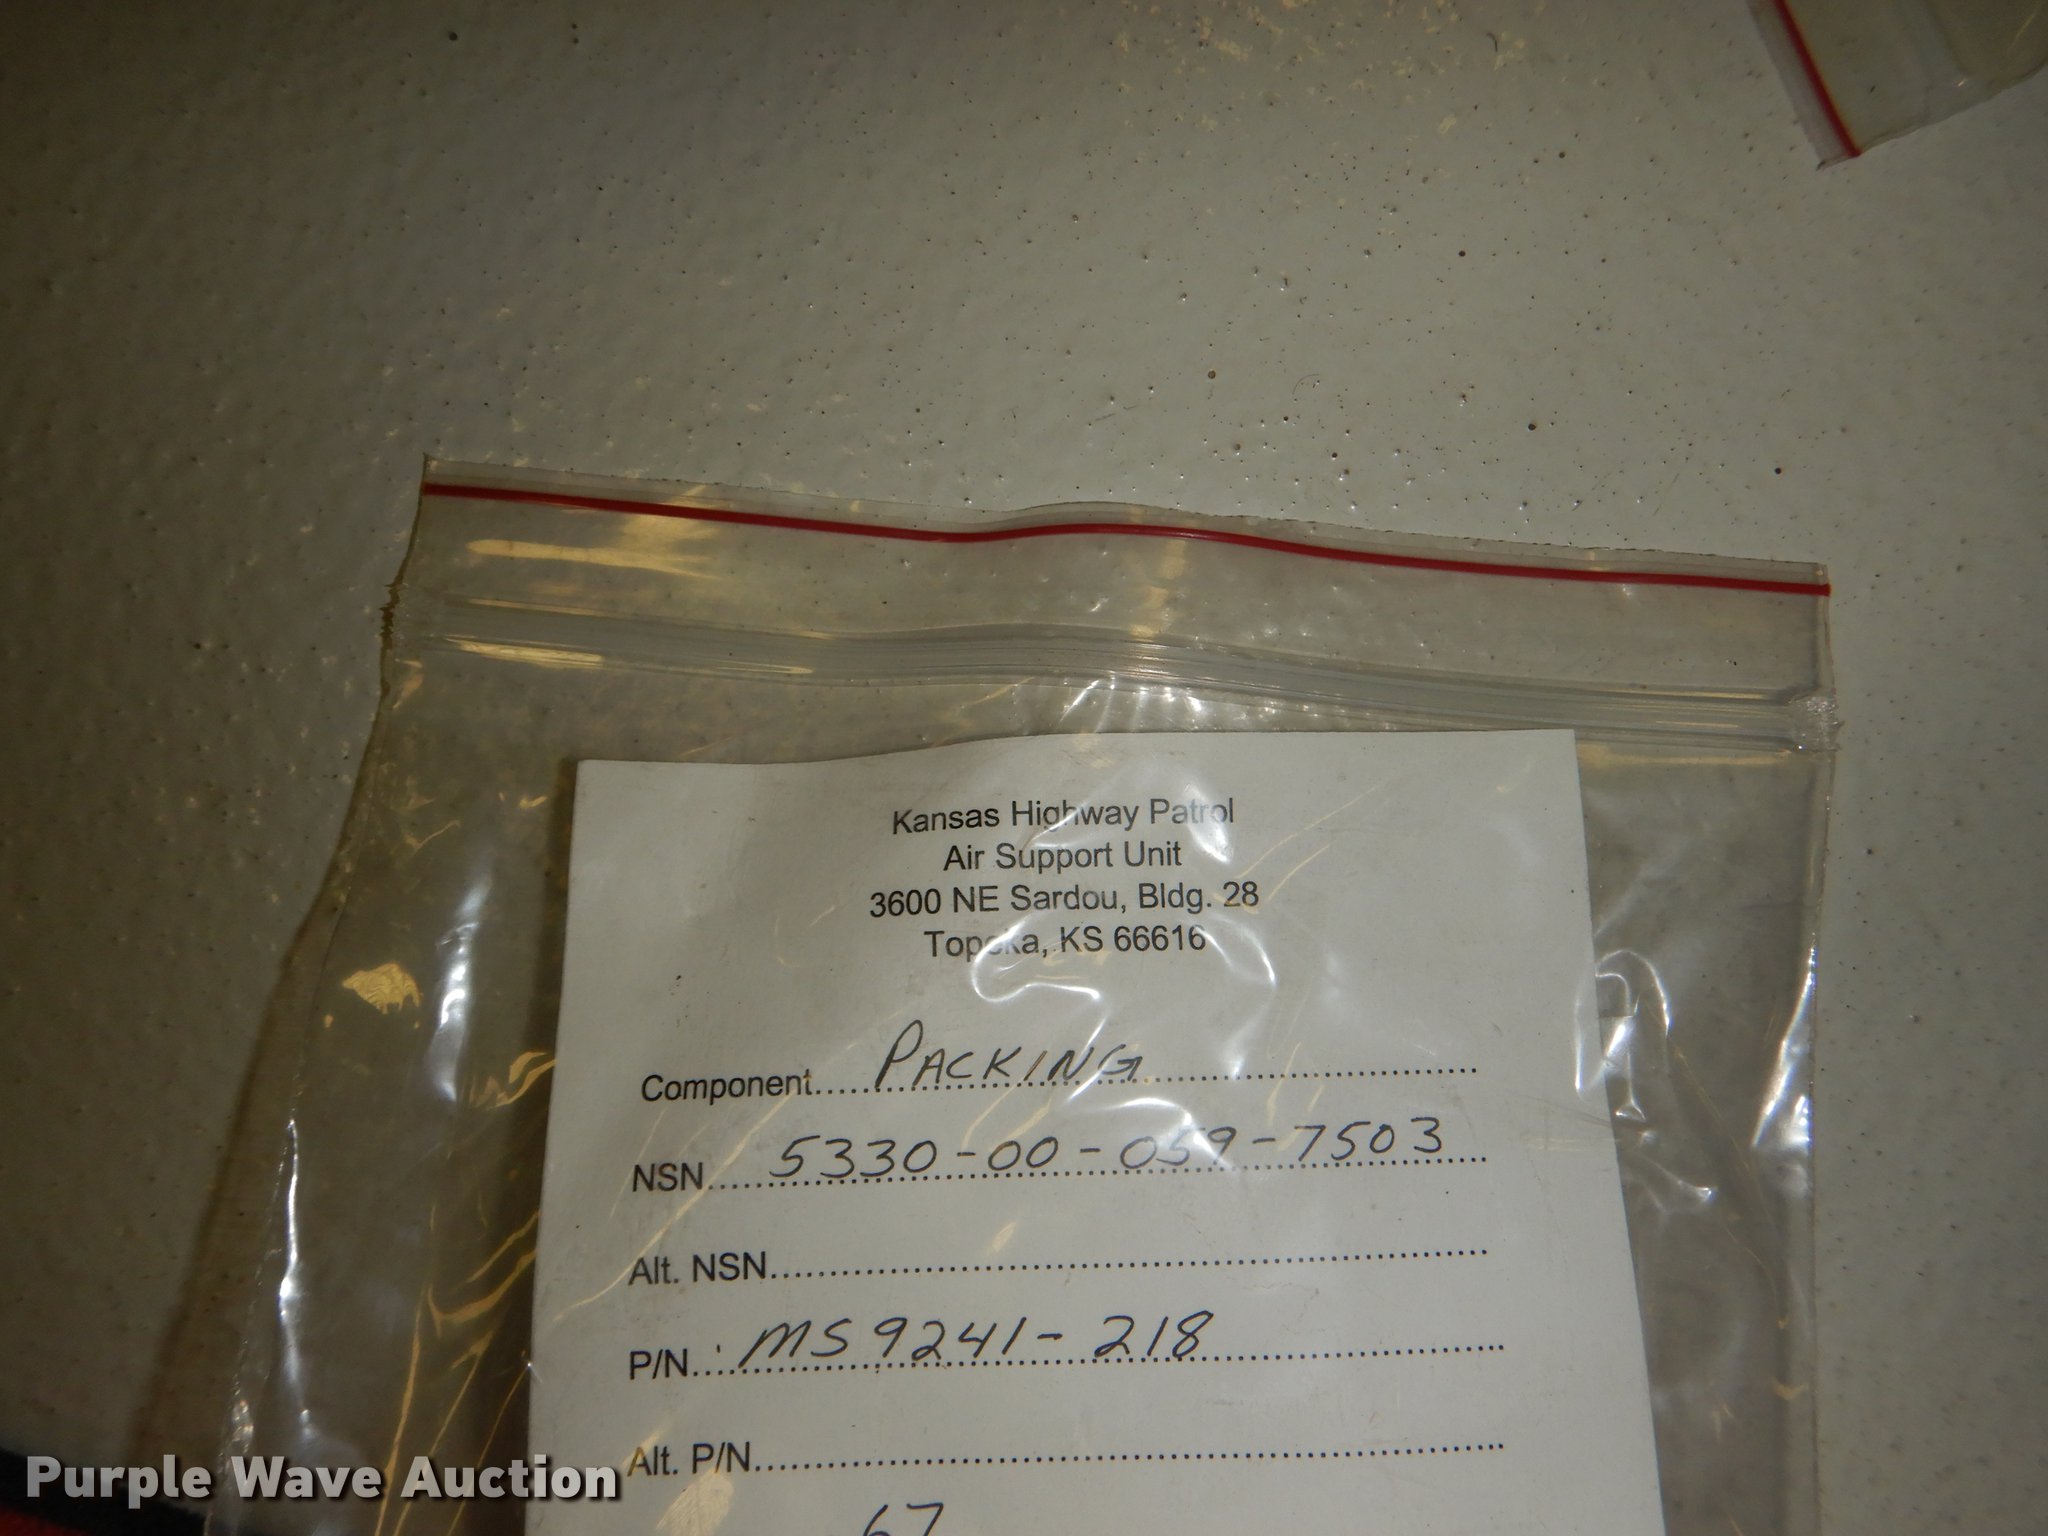 Kansas Highway Patrol
Air Support Unit
3600 NE Sardou, Bldg. 28
Topeka, KS 66616
Component.....PACKING
NSN.....5330-00-059-7503
Alt. NSN
P/N...MS9241-218
Alt. P/N
67
Purple Wave Auction